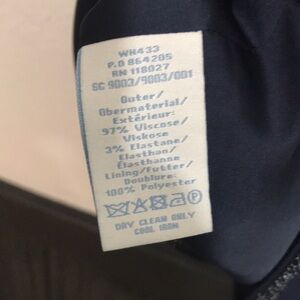 WH433
P.O 864205
RN 118027
SC 9003/9003/001
Outer/
Obermaterial/
Extérieur:
97% Viscose/
Viskose
3% Elastane/
Elasthan/
Élasthanne
Lining/Futter/
Doublure:
100% Polyester
P
DRY CLEAN ONLY
COOL IRON